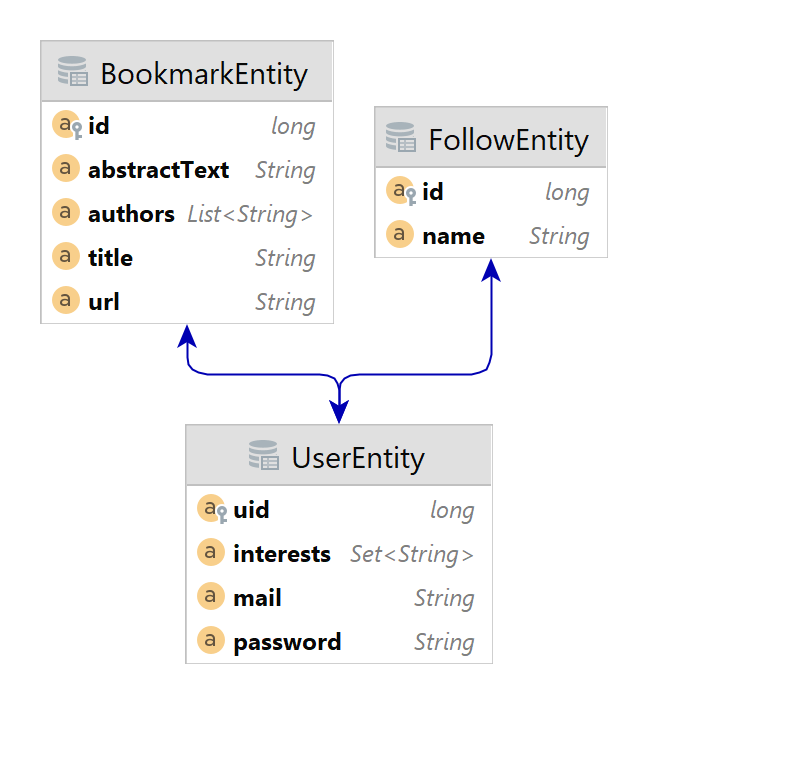 BookmarkEntity
a id long
a abstractText String
a authors List<String>
a title String
a url String
FollowEntity
a id long
a name String
UserEntity
a uid long
a interests Set<String>
a mail String
a password String